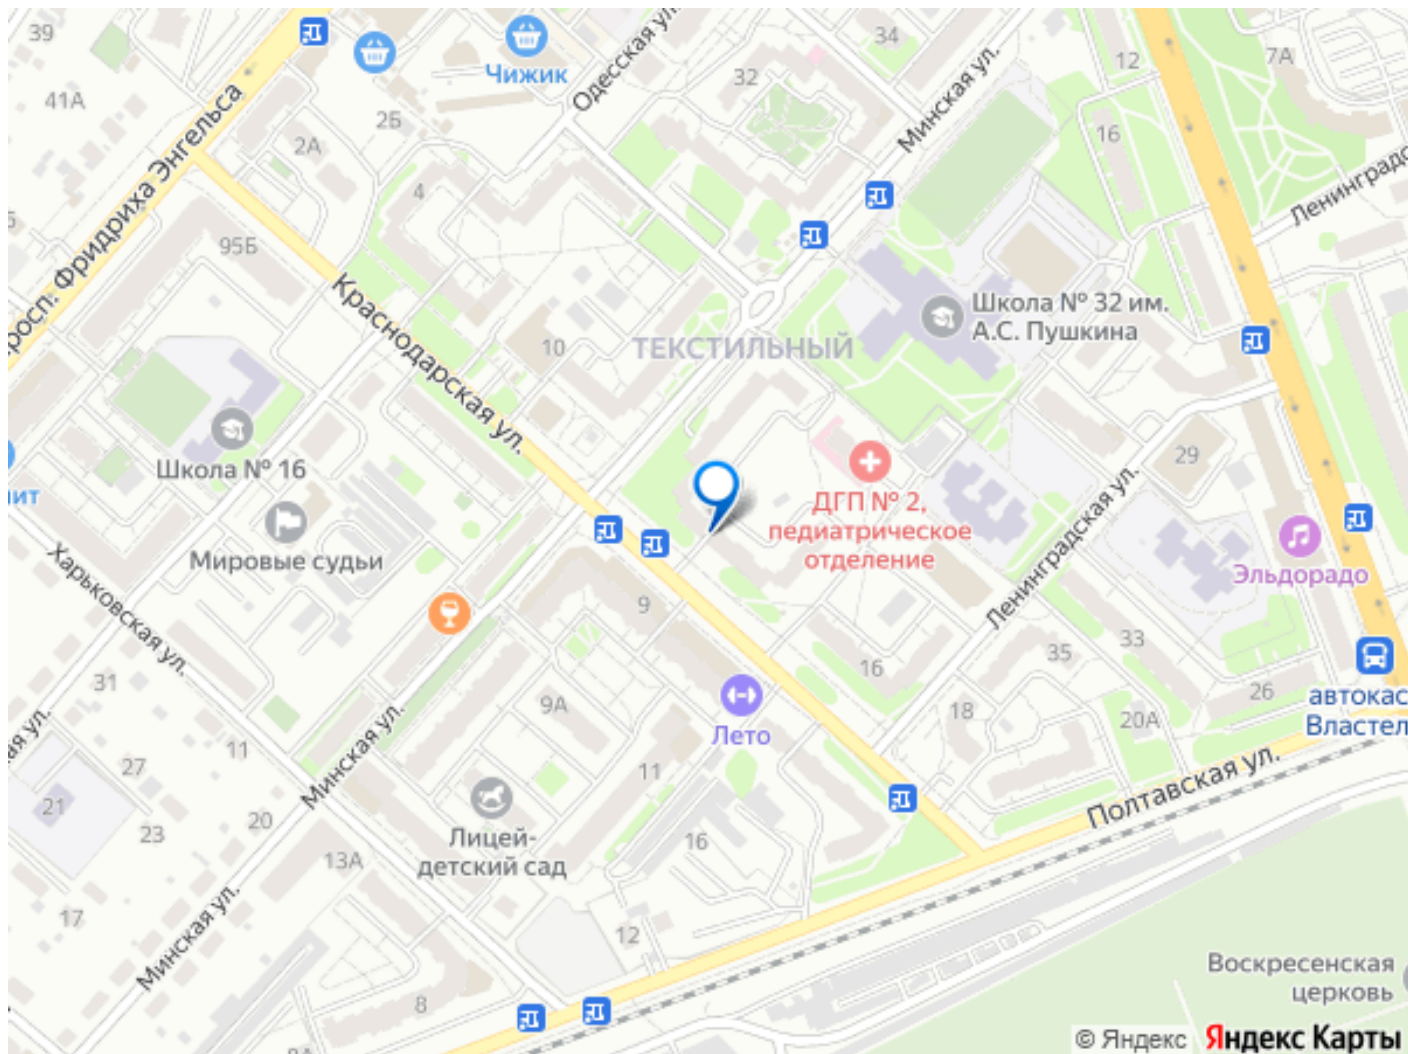 39
Чижик
Одесская ул.
34
Минская ул.
12
7А
41А
2Б
32
16
2А
просп. Фридриха Энгельса
4
Ленинградс
95Б
Краснодарская ул.
Школа № 32 им.
А.С. Пушкина
10
ТЕКСТИЛЬНЫЙ
Школа № 16
29
ДГП № 2,
педиатрическое
отделение
Мировые судьи
Ленинградская ул.
Эльдорадо
Харьковская ул.
9
33
35
16
31
9А
26
автокас
Властел
18
20А
Лето
11
27
Минская ул.
11
Полтавская ул.
21
23
20
16
Лицей-
детский сад
13А
17
12
Минская ул.
8
Воскресенская
церковь
© Яндекс Яндекс Карты